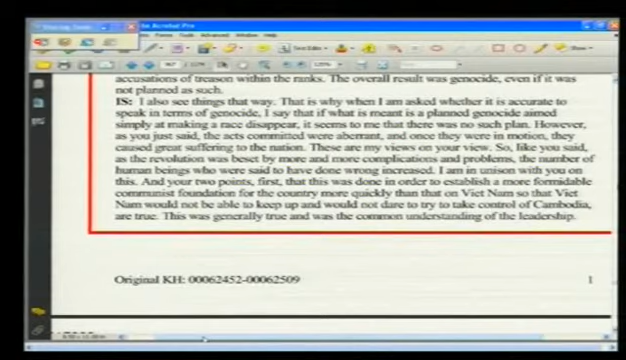 accusations of treason within the ranks. The overall result was genocide, even if it was
not planned as such.
IS: I also see things that way. That is why when I am asked whether it is accurate to
speak in terms of genocide, I say that if what is meant is a planned genocide aimed
simply at making a race disappear, it seems to me that there was no such plan. However,
as you just said, the acts committed were aberrant, and once they were in motion, they
caused great suffering to the nation. These are my views on your view. So, like you said,
as the revolution was beset by more and more complications and problems, the number of
human beings who were said to have done wrong increased. I am in unison with you on
this. And your two points, first, that this was done in order to establish a more formidable
communist foundation for the country more quickly than that on Viet Nam so that Viet
Nam would not be able to keep up and would not dare to try to take control of Cambodia,
are true. This was generally true and was the common understanding of the leadership.
Original KH: 00062452-00062509
1